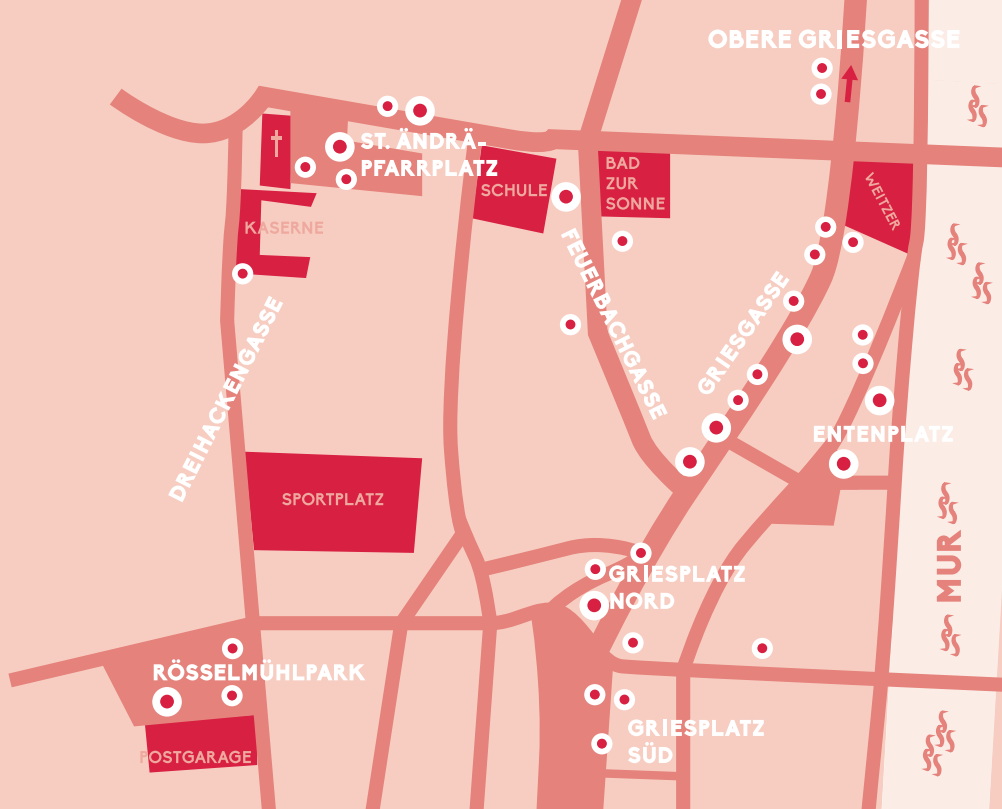 OBERE GRIESGASSE
ST. ÄNDRÄ-
PFARRPLATZ
SCHULE
BAD
ZUR
SONNE
WEITZER
KASERNE
FEUERBACHGASSE
GRIESGASSE
DREIHACKENGASSE
ENTENPLATZ
SPORTPLATZ
MUR
GRIESPLATZ
NORD
RÖSSELMÜHLPARK
GRIESPLATZ
SÜD
POSTGARAGE